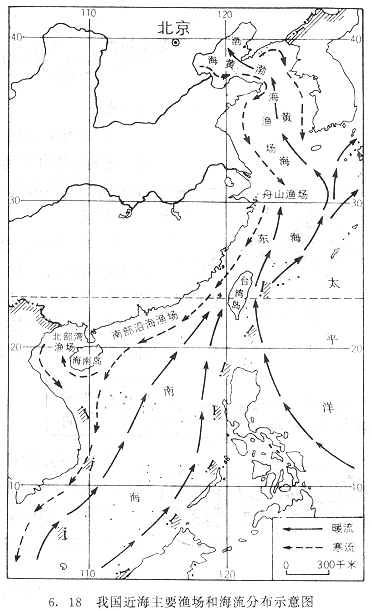 110
120
40
40
北京
渤
海
黄
渤
海
渔
黄
场
海
舟山渔场
30
30
东
海
台
湾
岛
太
平
洋
南部沿海渔场
北部湾
渔场
海南岛
20
20
南
海
10
10
暖流
寒流
0
300千米
110
120
6. 18 我国近海主要渔场和海流分布示意图